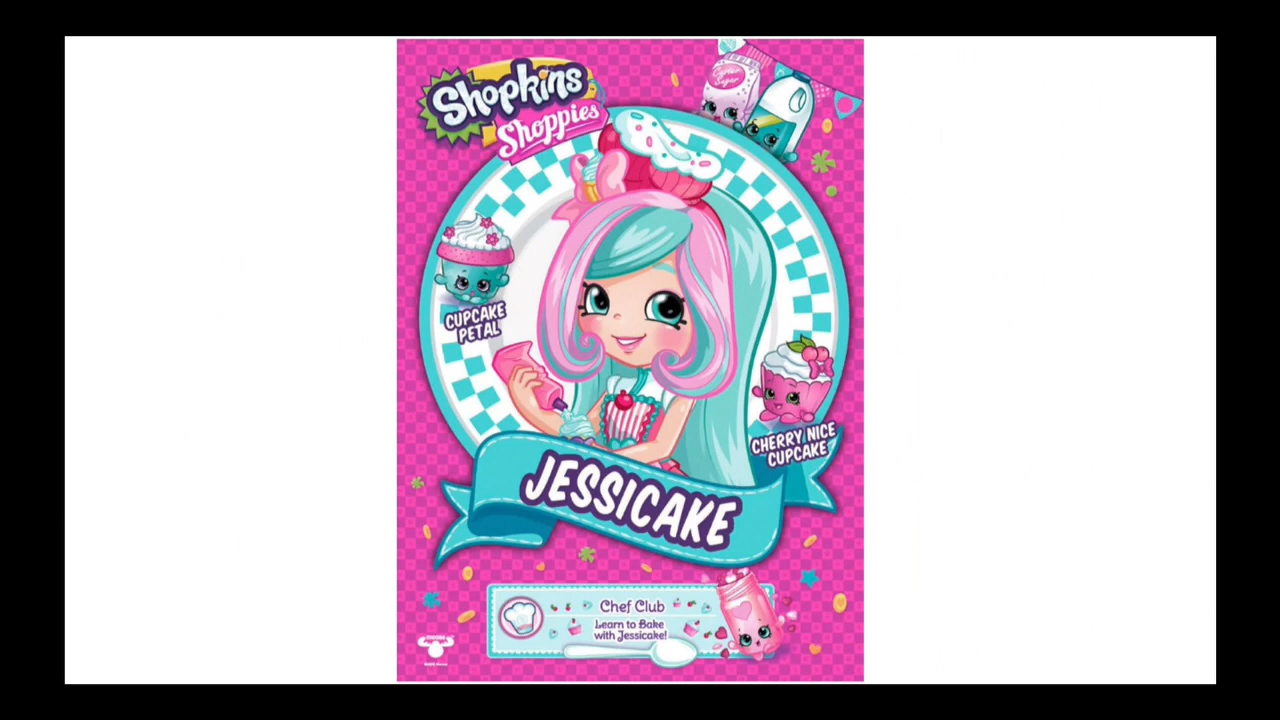 Shopkins
Shoppies
CUPCAKE
PETAL
CHERRY NICE
CUPCAKE
JESSICAKE
Chef Club
Learn to Bake
with Jessicake!